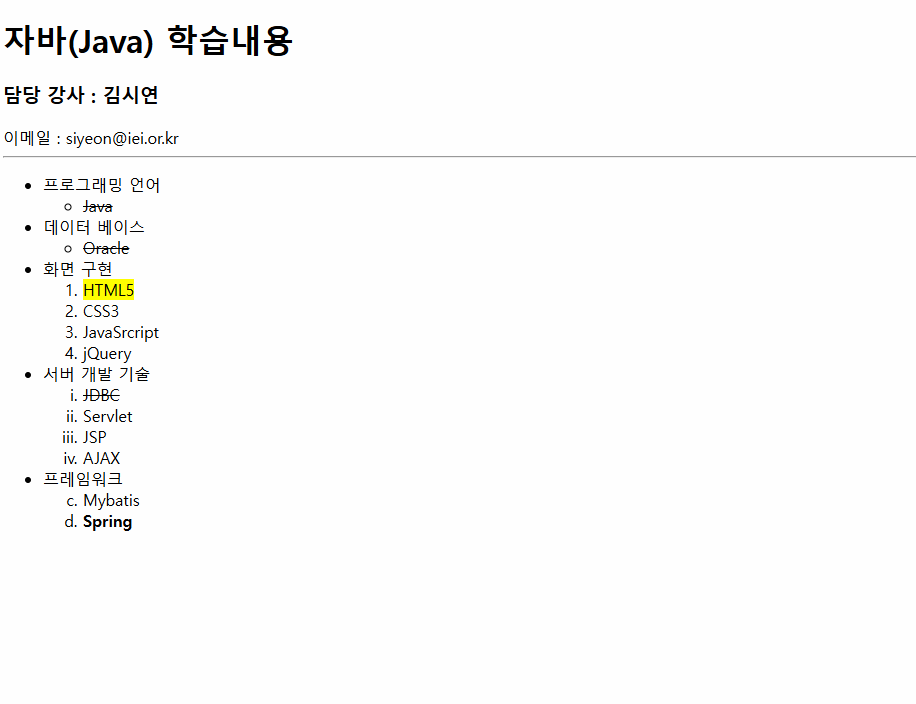 자바(Java) 학습내용
담당 강사 : 김시연
이메일 : siyeon@iei.or.kr
• 프로그래밍 언어
◦ Java
• 데이터 베이스
◦ Oracle
• 화면 구현
1. HTML5
2. CSS3
3. JavaSrcript
4. jQuery
• 서버 개발 기술
i. JDBC
ii. Servlet
iii. JSP
iv. AJAX
• 프레임워크
c. Mybatis
d. Spring